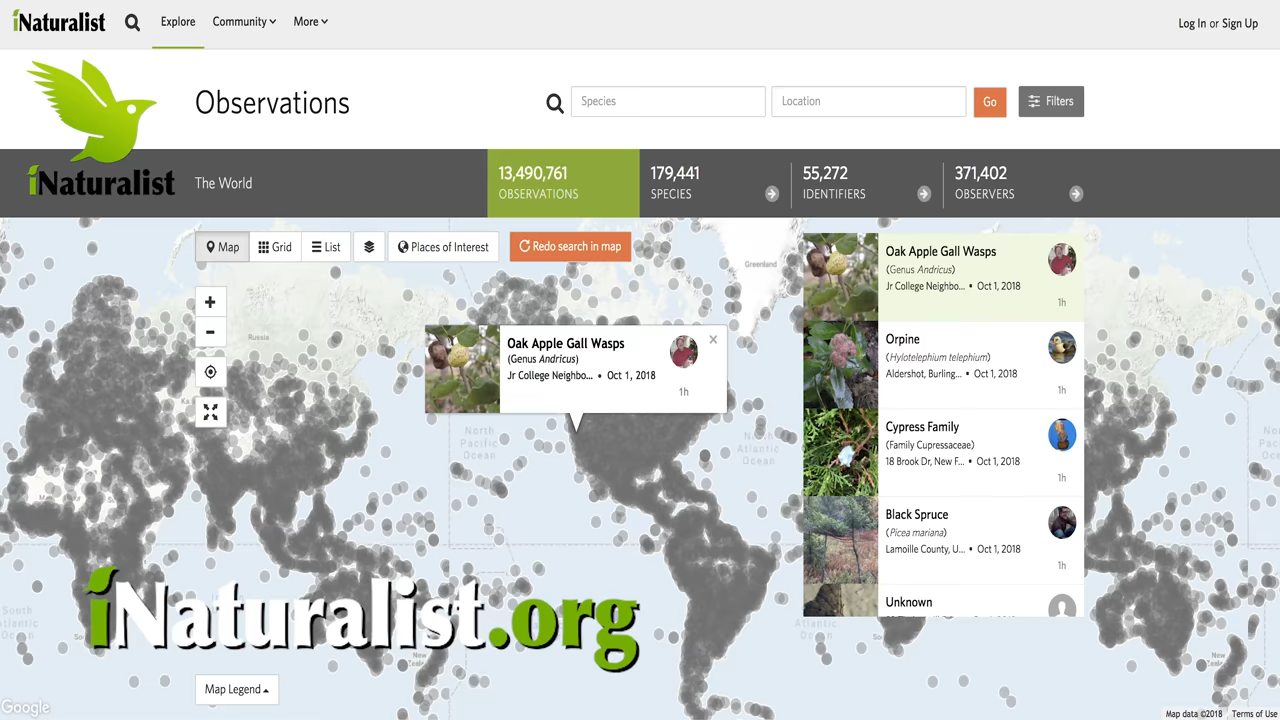 iNaturalist
Explore
Community
More
Log In or Sign Up
Observations
Species
Location
Go
Filters
iNaturalist
The World
13,490,761
OBSERVATIONS
179,441
SPECIES
55,272
IDENTIFIERS
371,402
OBSERVERS
Map
Grid
List
Places of Interest
Redo search in map
Greenland
Russia
Oak Apple Gall Wasps
(Genus Andricus)
Jr College Neighbo... • Oct 1, 2018
1h
North
Pacific
Ocean
Atlantic
Ocean
Oak Apple Gall Wasps
(Genus Andricus)
Jr College Neighbo... • Oct 1, 2018
1h
Orpine
(Hylotelephium telephium)
Aldershot, Burling... • Oct 1, 2018
1h
Cypress Family
(Family Cupressaceae)
18 Brook Dr, New F... • Oct 1, 2018
1h
Black Spruce
(Picea mariana)
Lamoille County, U... • Oct 1, 2018
1h
Unknown
South
Atlantic
Ocean
iNaturalist.org
Map Legend
Google
Map data ©2018
Terms of Use